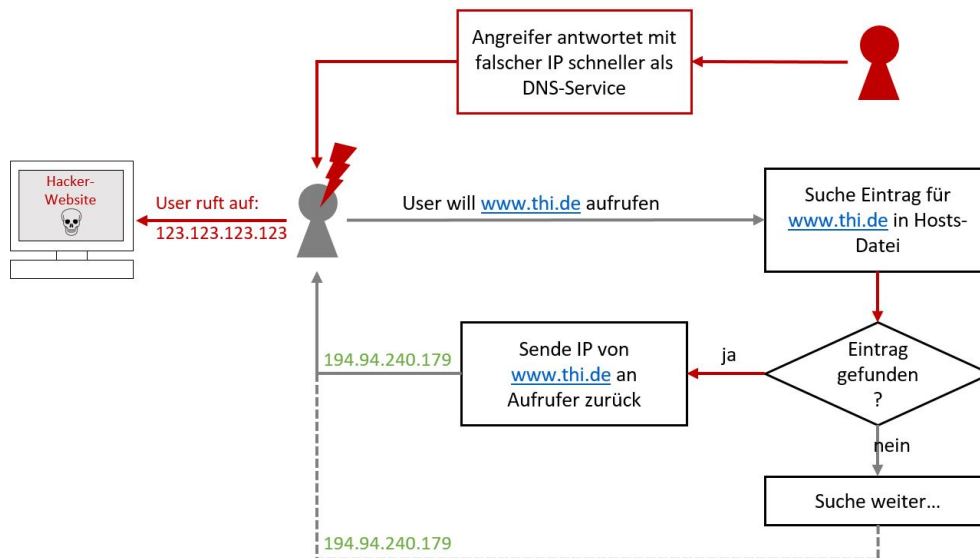 Angreifer antwortet mit
falscher IP schneller als
DNS-Service
Hacker-
Website
User ruft auf:
123.123.123.123
User will www.thi.de aufrufen
Suche Eintrag für
www.thi.de in Hosts-
Datei
194.94.240.179
Sende IP von
www.thi.de an
Aufrufer zurück
ja
Eintrag
gefunden
?
nein
Suche weiter...
194.94.240.179